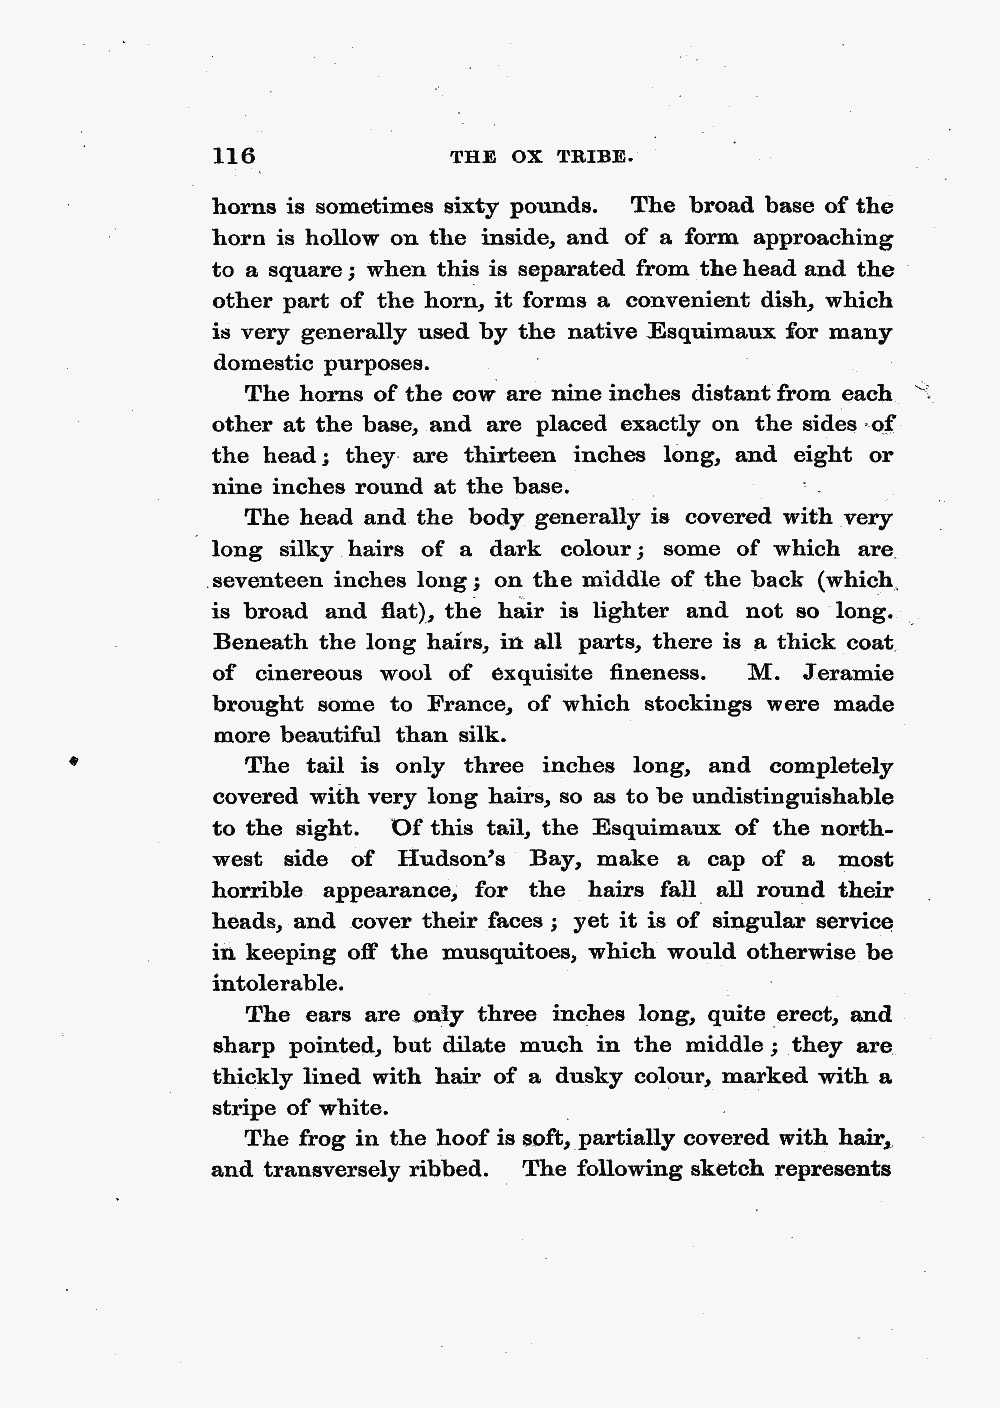 116 THE OX TRIBE.
horns is sometimes sixty pounds. The broad base of the
horn is hollow on the inside, and of a form approaching
to a square; when this is separated from the head and the
other part of the horn, it forms a convenient dish, which
is very generally used by the native Esquimaux for many
domestic purposes.
The horns of the cow are nine inches distant from each
other at the base, and are placed exactly on the sides of
the head; they are thirteen inches long, and eight or
nine inches round at the base.
The head and the body generally is covered with very
long silky hairs of a dark colour; some of which are
seventeen inches long; on the middle of the back (which
is broad and flat), the hair is lighter and not so long.
Beneath the long hairs, in all parts, there is a thick coat
of cinereous wool of exquisite fineness. M. Jeramie
brought some to France, of which stockings were made
more beautiful than silk.
The tail is only three inches long, and completely
covered with very long hairs, so as to be undistinguishable
to the sight. Of this tail, the Esquimaux of the north-
west side of Hudson's Bay, make a cap of a most
horrible appearance, for the hairs fall all round their
heads, and cover their faces; yet it is of singular service
in keeping off the musquitoes, which would otherwise be
intolerable.
The ears are only three inches long, quite erect, and
sharp pointed, but dilate much in the middle; they are
thickly lined with hair of a dusky colour, marked with a
stripe of white.
The frog in the hoof is soft, partially covered with hair,
and transversely ribbed. The following sketch represents